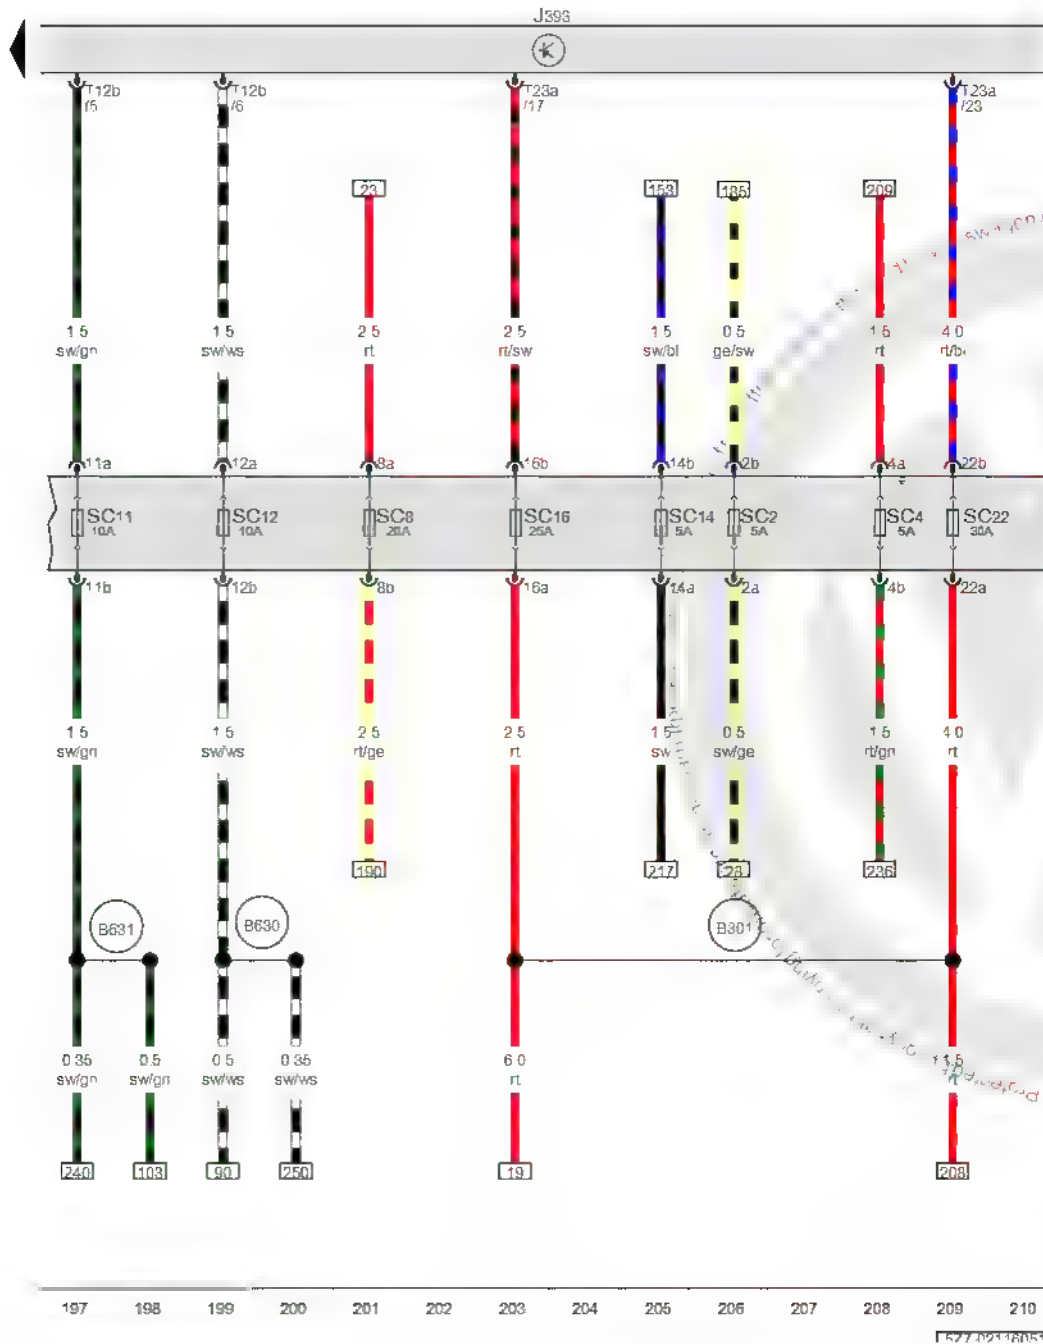 J393
T12b T12b T23a T23a
/5 /6 /17 /23
23 153 185 209
1.5 1.5 2.5 2.5 1.5 0.5 1.5 4.0
sw/gn sw/ws rt rt/sw sw/bl ge/sw rt
11a 12a 8a 16b 14b 2b 4a 22b
SC11 SC12 SC8 SC16 SC14 SC2 SC4 SC22
10A 10A 20A 25A 5A 5A 5A 30A
11b 12b 8b 16a 14a 2a 4b 22a
1.5 1.5 2.5 2.5 1.5 0.5 1.5 4.0
sw/gn sw/ws rt/ge rt sw sw/ge rt/gn rt
190 217 28 236
B631 B630 B301
0.35 0.5 0.5 0.35 6.0 1.5
sw/gn sw/gn sw/ws sw/ws rt rt
240 103 90 250 19 208
197 198 199 200 201 202 203 204 205 206 207 208 209 210